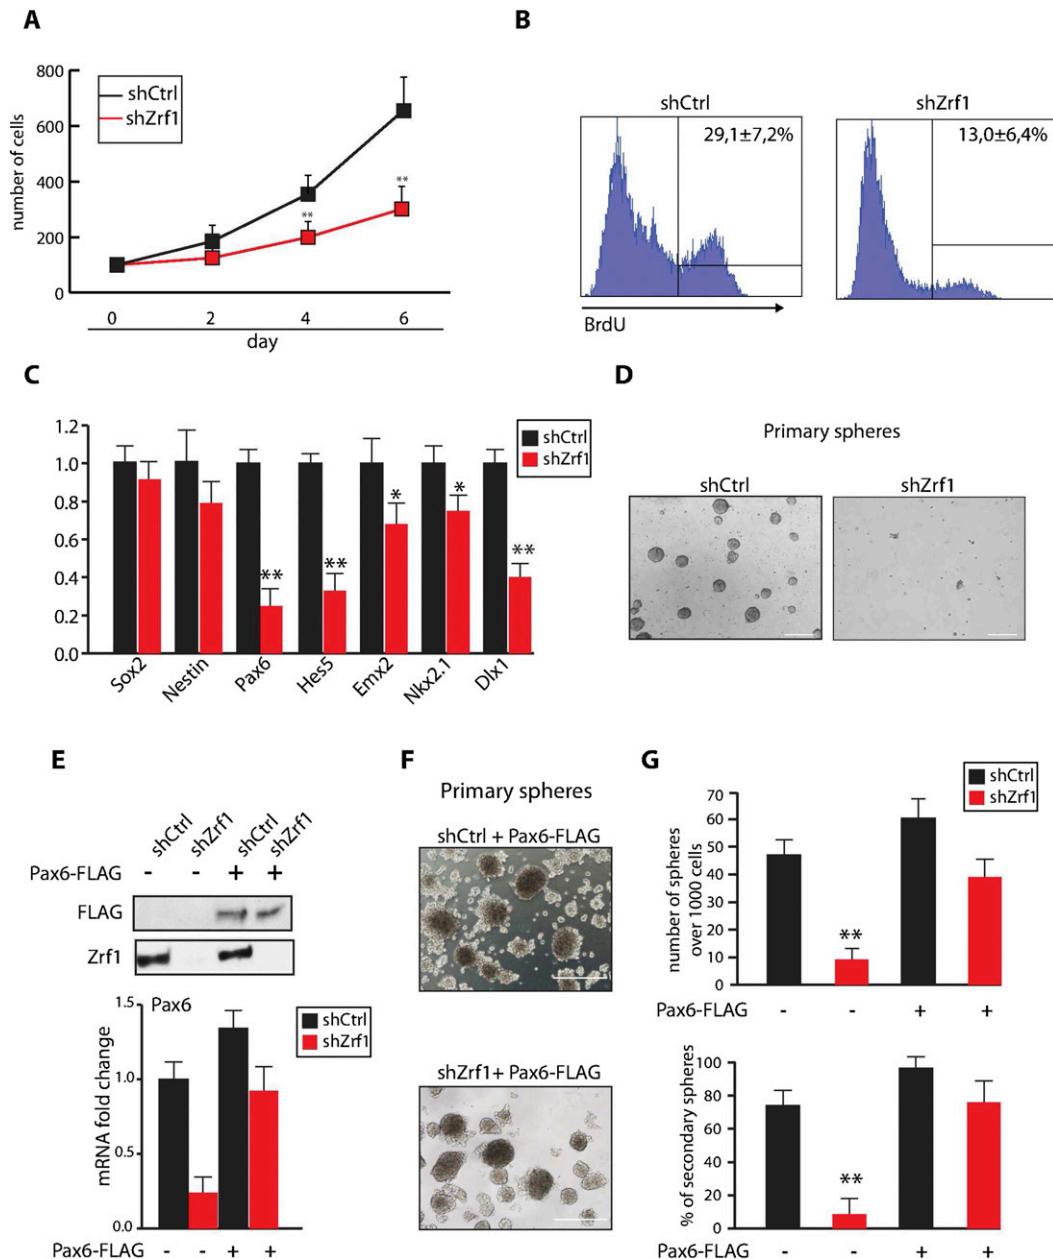 A
800
600
400
200
0
number of cells
shCtrl
shZrf1
**
**
0 2 4 6
day
B
shCtrl
29,1±7,2%
shZrf1
13,0±6,4%
BrdU
C
1.2
1.0
0.8
0.6
0.4
0.2
0.0
shCtrl
shZrf1
** ** * * **
Sox2 Nestin Pax6 Hes5 Emx2 Nkx2.1 Dlx1
D
Primary spheres
shCtrl shZrf1
E
shCtrl shZrf1 shCtrl shZrf1
Pax6-FLAG - - + +
FLAG
Zrf1
Pax6
1.5
1.0
0.5
0.0
mRNA fold change
shCtrl
shZrf1
Pax6-FLAG - - + +
F
Primary spheres
shCtrl + Pax6-FLAG
shZrf1+ Pax6-FLAG
G
shCtrl
shZrf1
70
60
50
40
30
20
10
0
number of spheres
over 1000 cells
**
Pax6-FLAG - - + +
100
80
60
40
20
0
% of secondary spheres
**
Pax6-FLAG - - + +